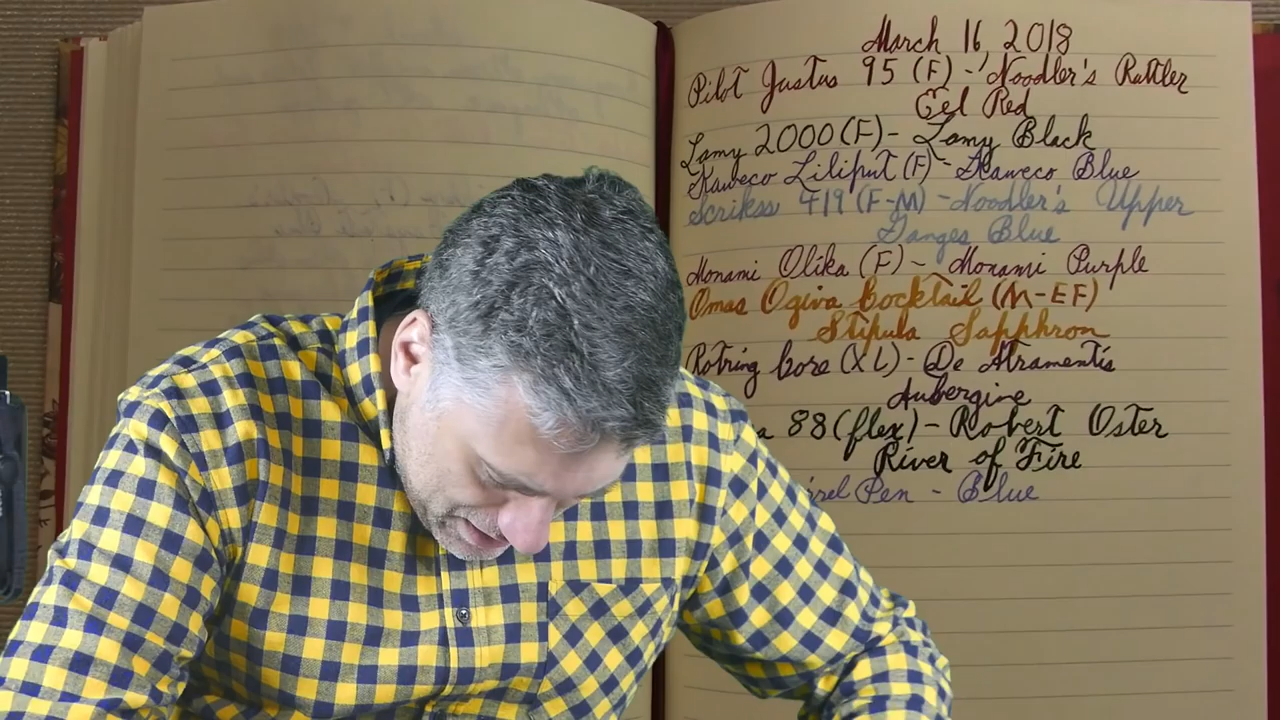 March 16, 2018
Pilot Justus 95 (F) - Noodler's Rattler
Gel Red
Lamy 2000 (F) - Lamy Black
Kaweco Liliput (F) - Kaweco Blue
Scrikss 419 (F-M) - Noodler's Upper
Ganges Blue
Monami Olika (F) - Monami Purple
Omas Ogiva Cocktail (M-EF)
Stipula Sapphron
Rotring Core (XL) - De Atramentis
Aubergine
88 (flex) - Robert Oster
River of Fire
Pen - Blue